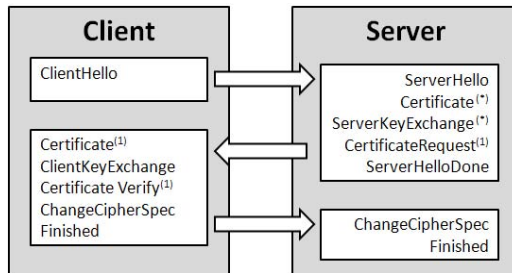 Client
Server
ClientHello
ServerHello
Certificate(*)
ServerKeyExchange(*)
CertificateRequest(1)
ServerHelloDone
Certificate(1)
ClientKeyExchange
Certificate Verify(1)
ChangeCipherSpec
Finished
ChangeCipherSpec
Finished